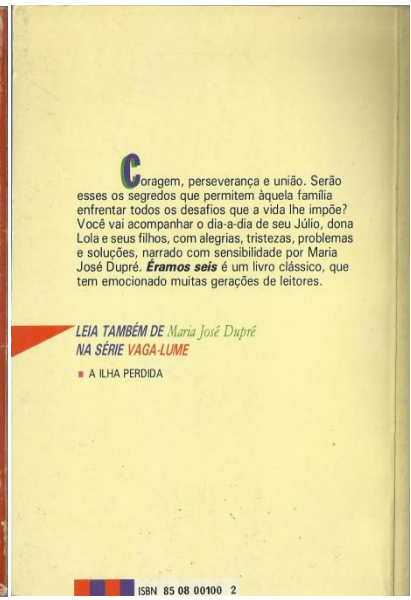 Coragem, perseverança e união. Serão
esses os segredos que permitem àquela família
enfrentar todos os desafios que a vida lhe impõe?
Você vai acompanhar o dia-a-dia de seu Júlio, dona
Lola e seus filhos, com alegrias, tristezas, problemas
e soluções, narrado com sensibilidade por Maria
José Dupré. Éramos seis é um livro clássico, que
tem emocionado muitas gerações de leitores.
LEIA TAMBÉM DE Maria José Dupré
NA SÉRIE VAGA-LUME
▪ A ILHA PERDIDA
ISBN 85 08 00100 2